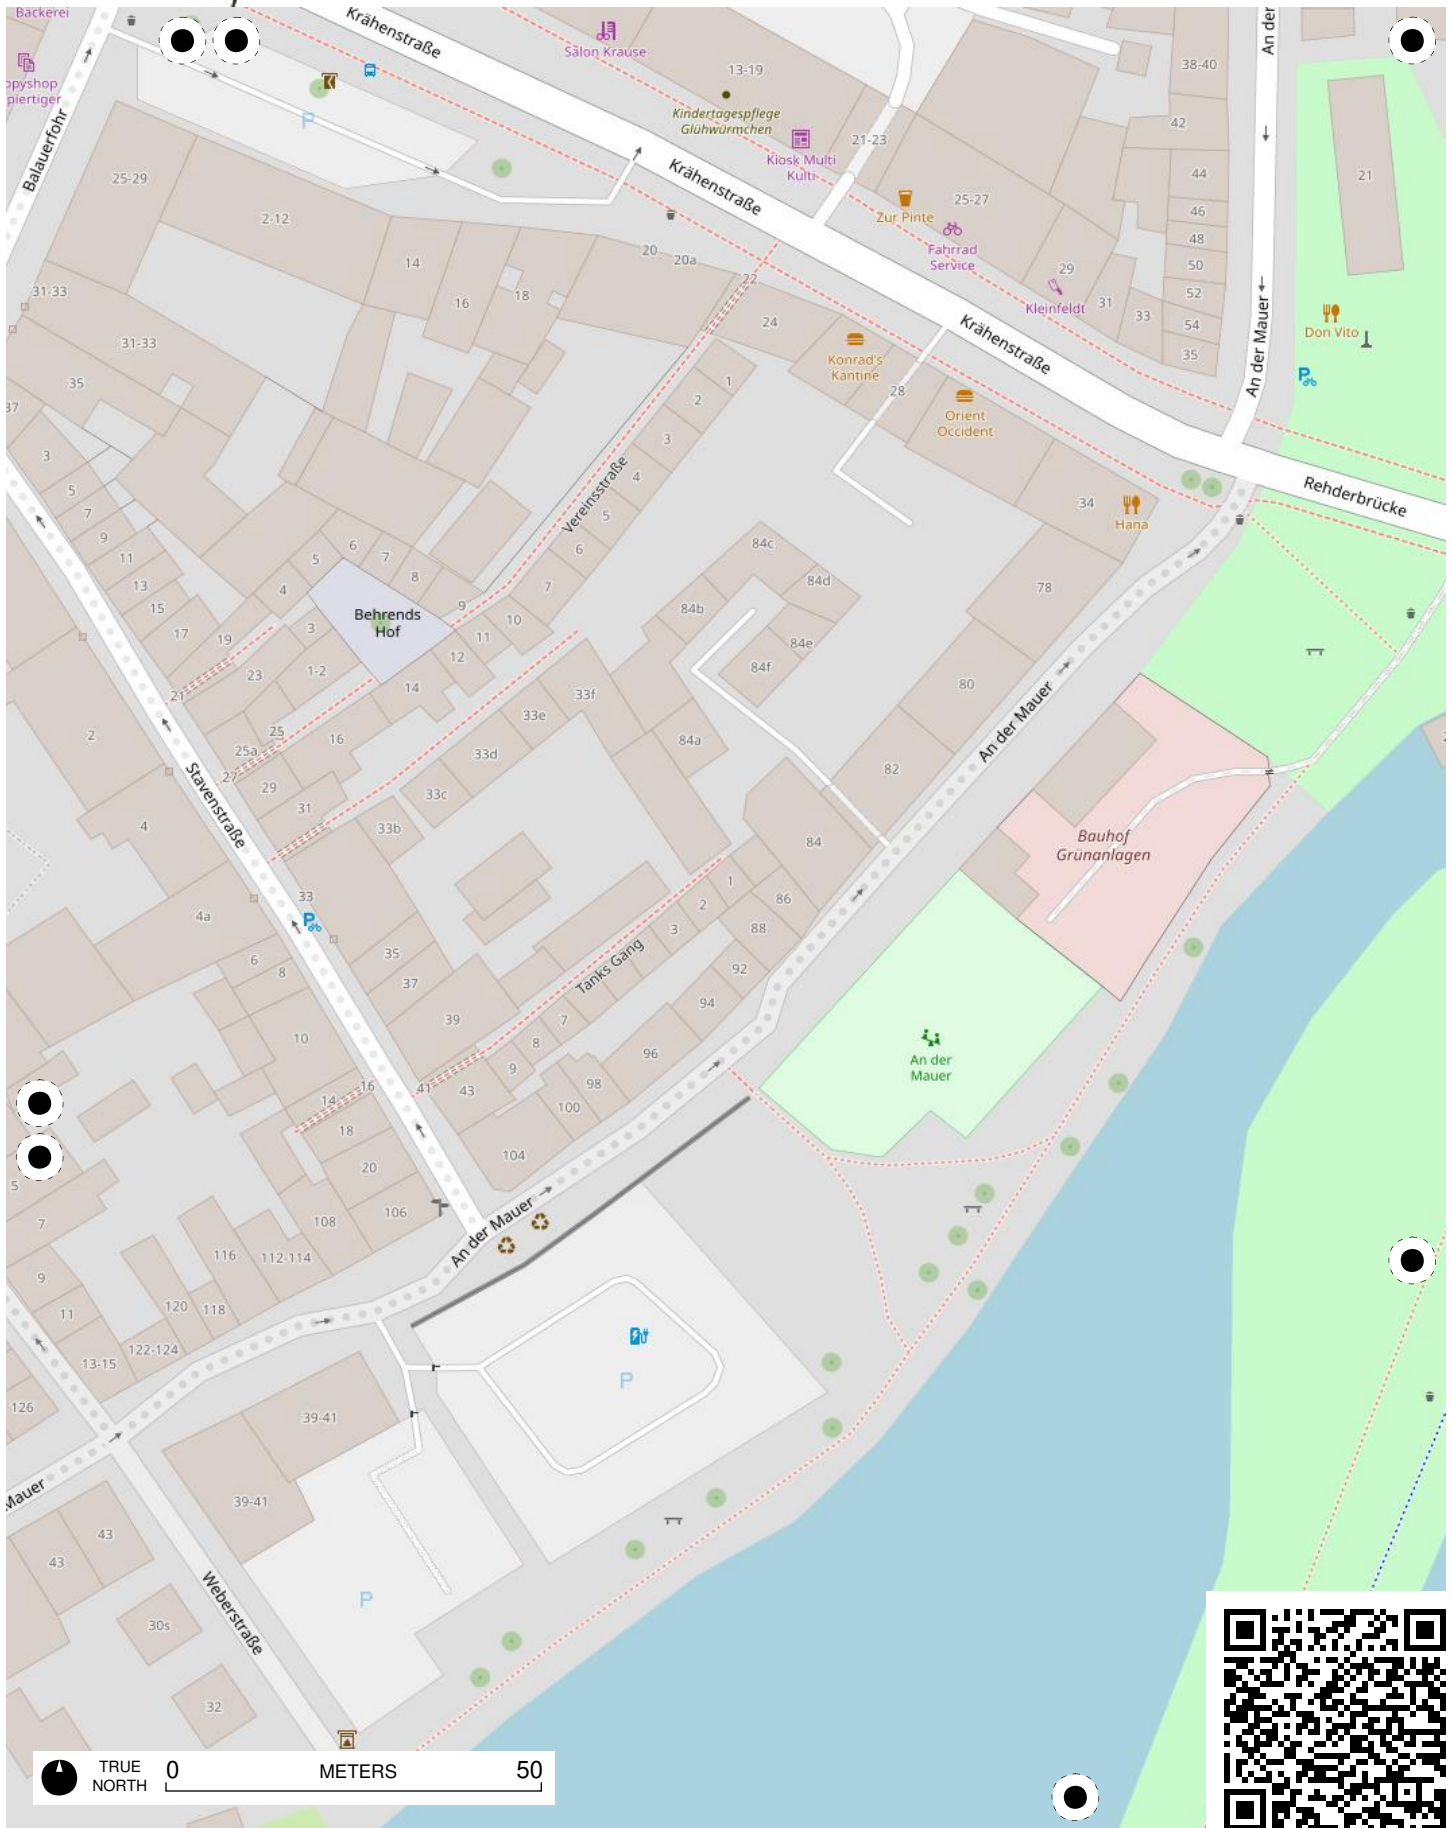 Bäckerei
opyshop
piertiger
Balauerfohr
Krähenstraße
Salon Krause
13-19
Kindertagespflege
Glühwürmchen
Kiosk Multi
Kulti
21-23
Krähenstraße
Zur Pinte
25-27
Fahrrad
Service
29
Kleinfeldt
31
33
38-40
42
44
46
48
50
52
54
35
An der
An der Mauer
21
Don Vito
P
P
25-29
2-12
14
16
18
20
20a
22
24
Konrad's
Kantine
28
Orient
Occident
Krähenstraße
Rehderbrücke
34
Hana
31-33
31-33
35
37
3
5
7
9
11
13
15
17
19
21
23
25
25a
27
29
31
4
5
6
7
8
9
3
1-2
Behrends
Hof
10
11
12
14
16
Vereinsstraße
1
2
3
4
5
6
7
84c
84d
84b
84e
84f
84a
78
80
82
84
An der Mauer
33f
33e
33d
33c
33b
33
P
35
37
39
41
43
Stavenstraße
2
4
4a
6
8
10
14
16
18
20
Tanks Gang
1
2
3
7
8
9
86
88
92
94
96
98
100
104
Bauhof
Grünanlagen
An der
Mauer
An der Mauer
106
108
112-114
116
118
120
122-124
5
7
9
11
13-15
126
Mauer
39-41
39-41
43
43
30s
32
Weberstraße
P
P
TRUE
NORTH
0
METERS
50